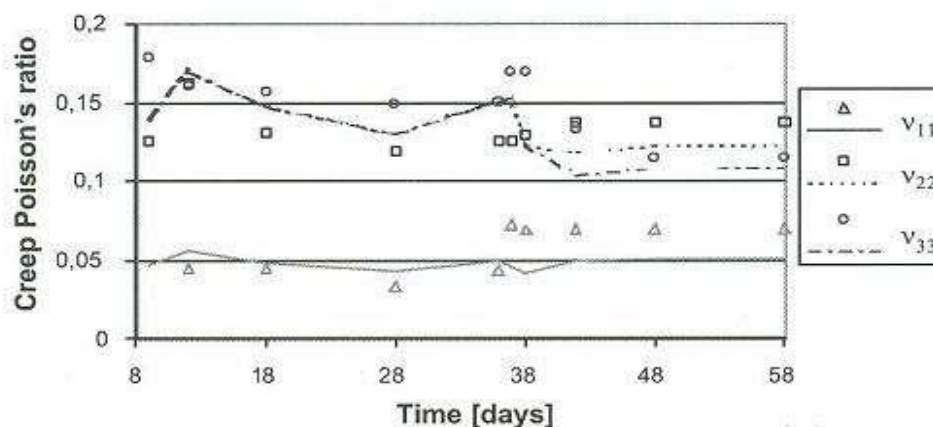 0,2
0,15
0,1
0,05
0
Creep Poisson's ratio
8 18 28 38 48 58
Time [days]
ν11
ν22
ν33